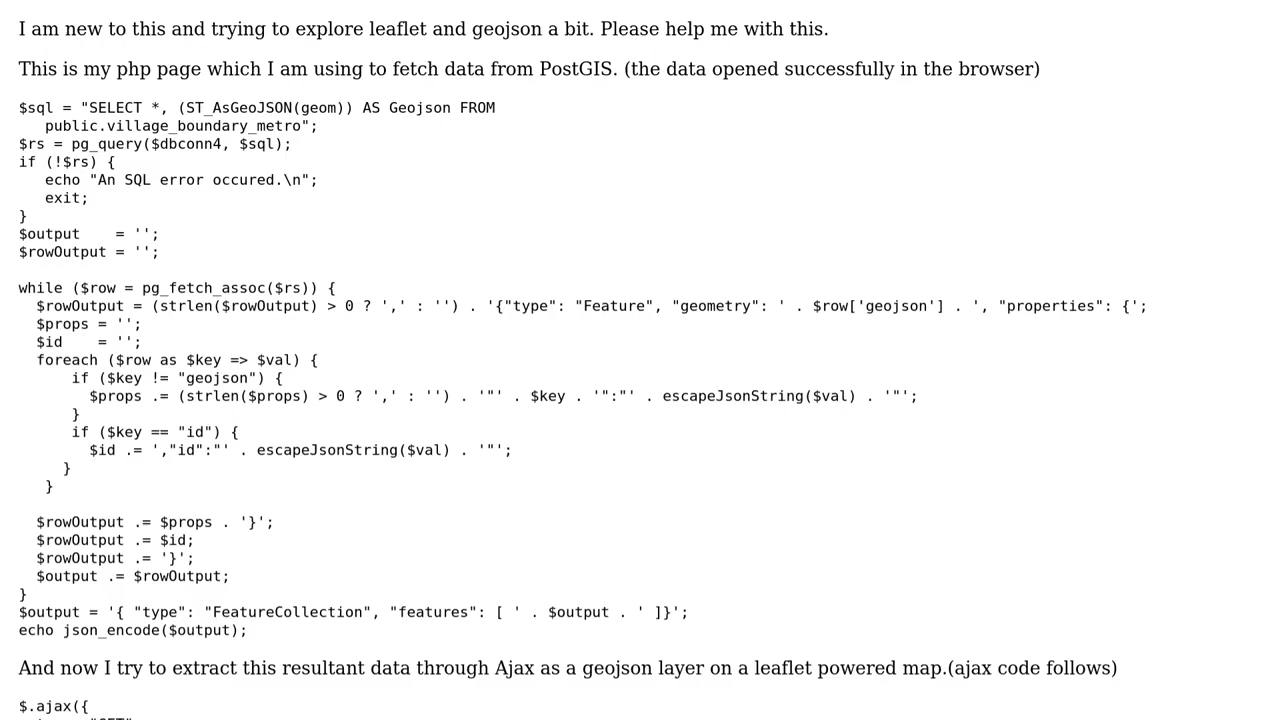 I am new to this and trying to explore leaflet and geojson a bit. Please help me with this.
This is my php page which I am using to fetch data from PostGIS. (the data opened successfully in the browser)
$sql = "SELECT *, (ST_AsGeoJSON(geom)) AS Geojson FROM
   public.village_boundary_metro";
$rs = pg_query($dbconn4, $sql);
if (!$rs) {
   echo "An SQL error occured.\n";
   exit;
}
$output    = '';
$rowOutput = '';
while ($row = pg_fetch_assoc($rs)) {
  $rowOutput = (strlen($rowOutput) > 0 ? ',' : '') . '{"type": "Feature", "geometry": ' . $row['geojson'] . ', "properties": {';
  $props = '';
  $id    = '';
  foreach ($row as $key => $val) {
      if ($key != "geojson") {
        $props .= (strlen($props) > 0 ? ',' : '') . '"' . $key . '":"' . escapeJsonString($val) . '"';
      }
      if ($key == "id") {
        $id .= ',"id":"' . escapeJsonString($val) . '"';
     }
   }
  $rowOutput .= $props . '}';
  $rowOutput .= $id;
  $rowOutput .= '}';
  $output .= $rowOutput;
}
$output = '{ "type": "FeatureCollection", "features": [ ' . $output . ' ]}';
echo json_encode($output);
And now I try to extract this resultant data through Ajax as a geojson layer on a leaflet powered map.(ajax code follows)
$.ajax({